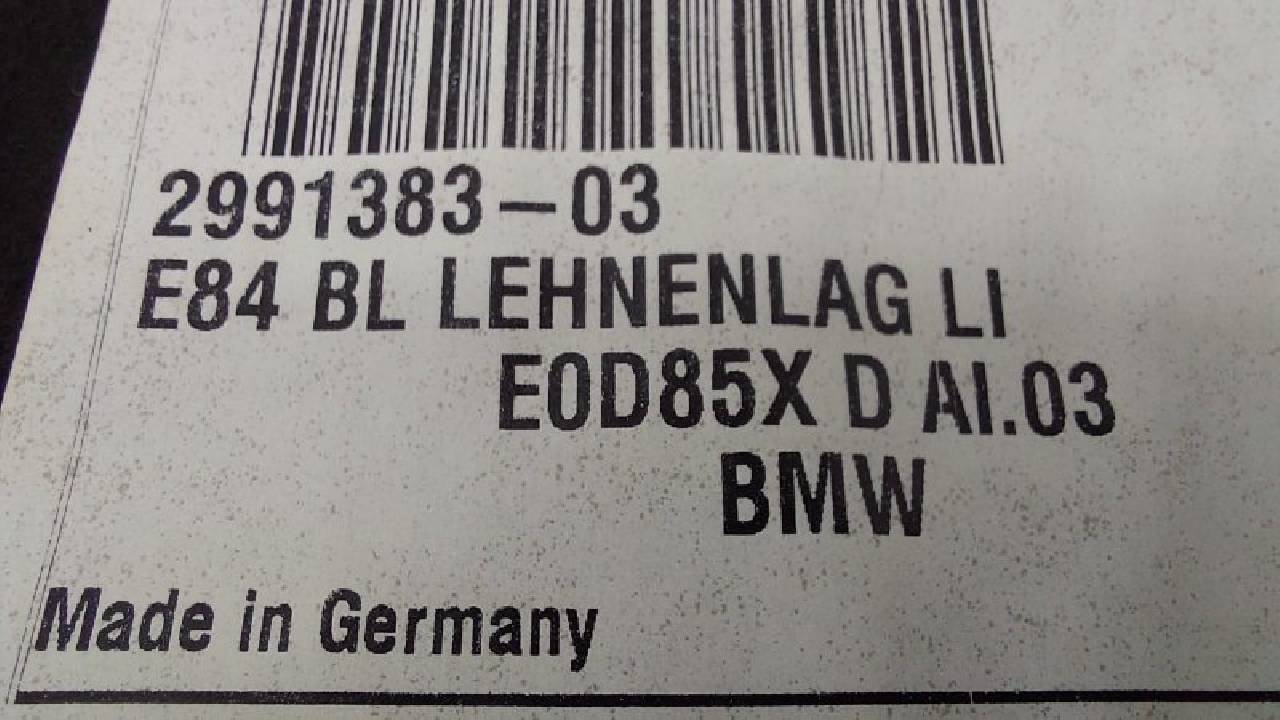 2991383-03
E84 BL LEHNENLAG LI
E0D85X D AI.03
BMW
Made in Germany